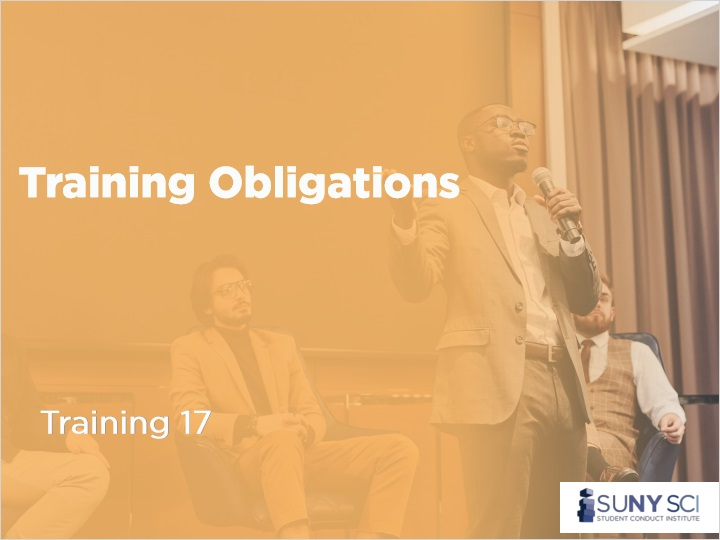 Training Obligations
Training 17
SUNY SCI
STUDENT CONDUCT INSTITUTE